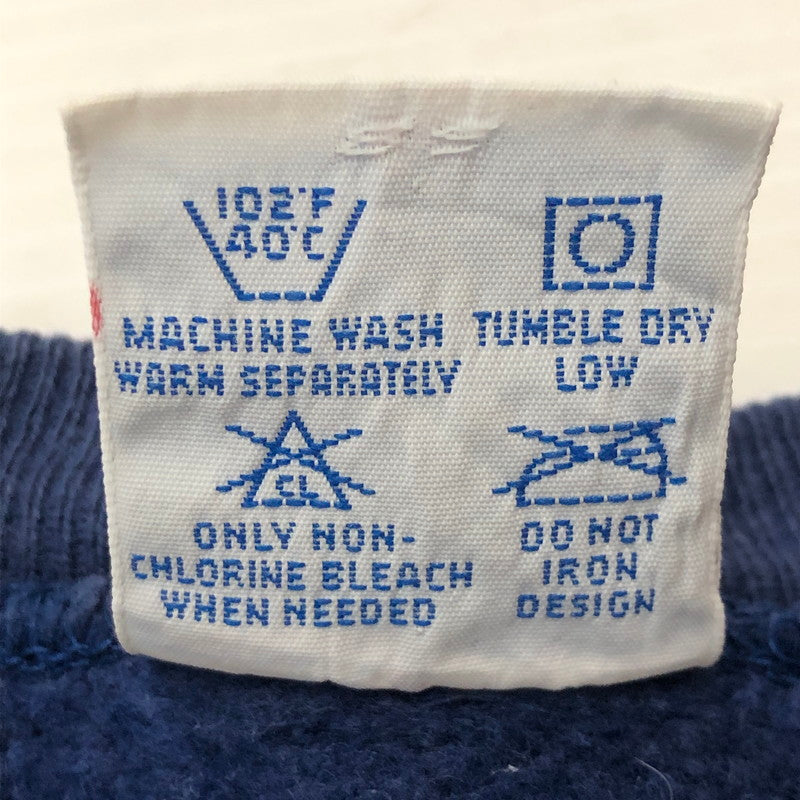 102°F
40°C
MACHINE WASH
WARM SEPARATELY
TUMBLE DRY
LOW
CL
ONLY NON-
CHLORINE BLEACH
WHEN NEEDED
DO NOT
IRON
DESIGN